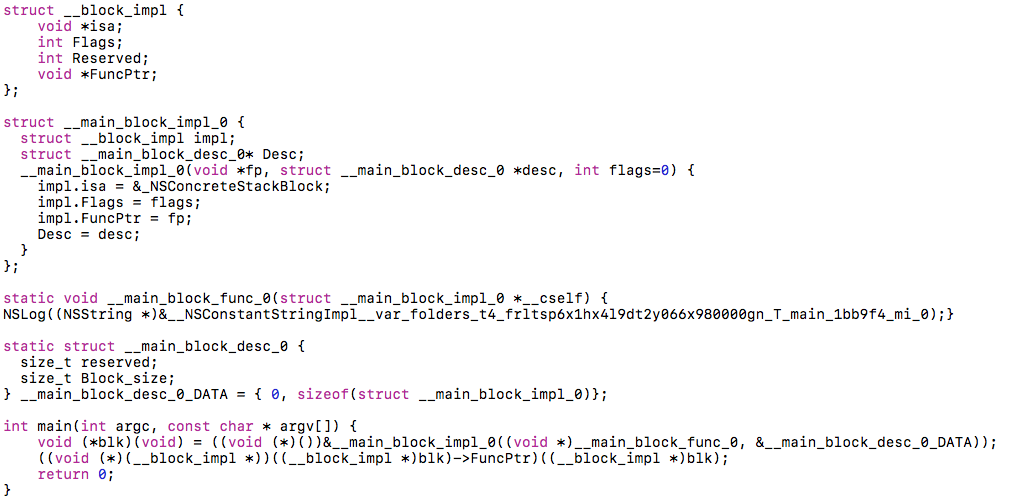 struct __block_impl {
    void *isa;
    int Flags;
    int Reserved;
    void *FuncPtr;
};

struct __main_block_impl_0 {
  struct __block_impl impl;
  struct __main_block_desc_0* Desc;
  __main_block_impl_0(void *fp, struct __main_block_desc_0 *desc, int flags=0) {
    impl.isa = &_NSConcreteStackBlock;
    impl.Flags = flags;
    impl.FuncPtr = fp;
    Desc = desc;
  }
};

static void __main_block_func_0(struct __main_block_impl_0 *__cself) {
NSLog((NSString *)&__NSConstantStringImpl__var_folders_t4_frltsp6x1hx4l9dt2y066x980000gn_T_main_1bb9f4_mi_0);}

static struct __main_block_desc_0 {
  size_t reserved;
  size_t Block_size;
} __main_block_desc_0_DATA = { 0, sizeof(struct __main_block_impl_0)};

int main(int argc, const char * argv[]) {
    void (*blk)(void) = ((void (*)())&__main_block_impl_0((void *)__main_block_func_0, &__main_block_desc_0_DATA));
    ((void (*)(__block_impl *))((__block_impl *)blk)->FuncPtr)((__block_impl *)blk);
    return 0;
}